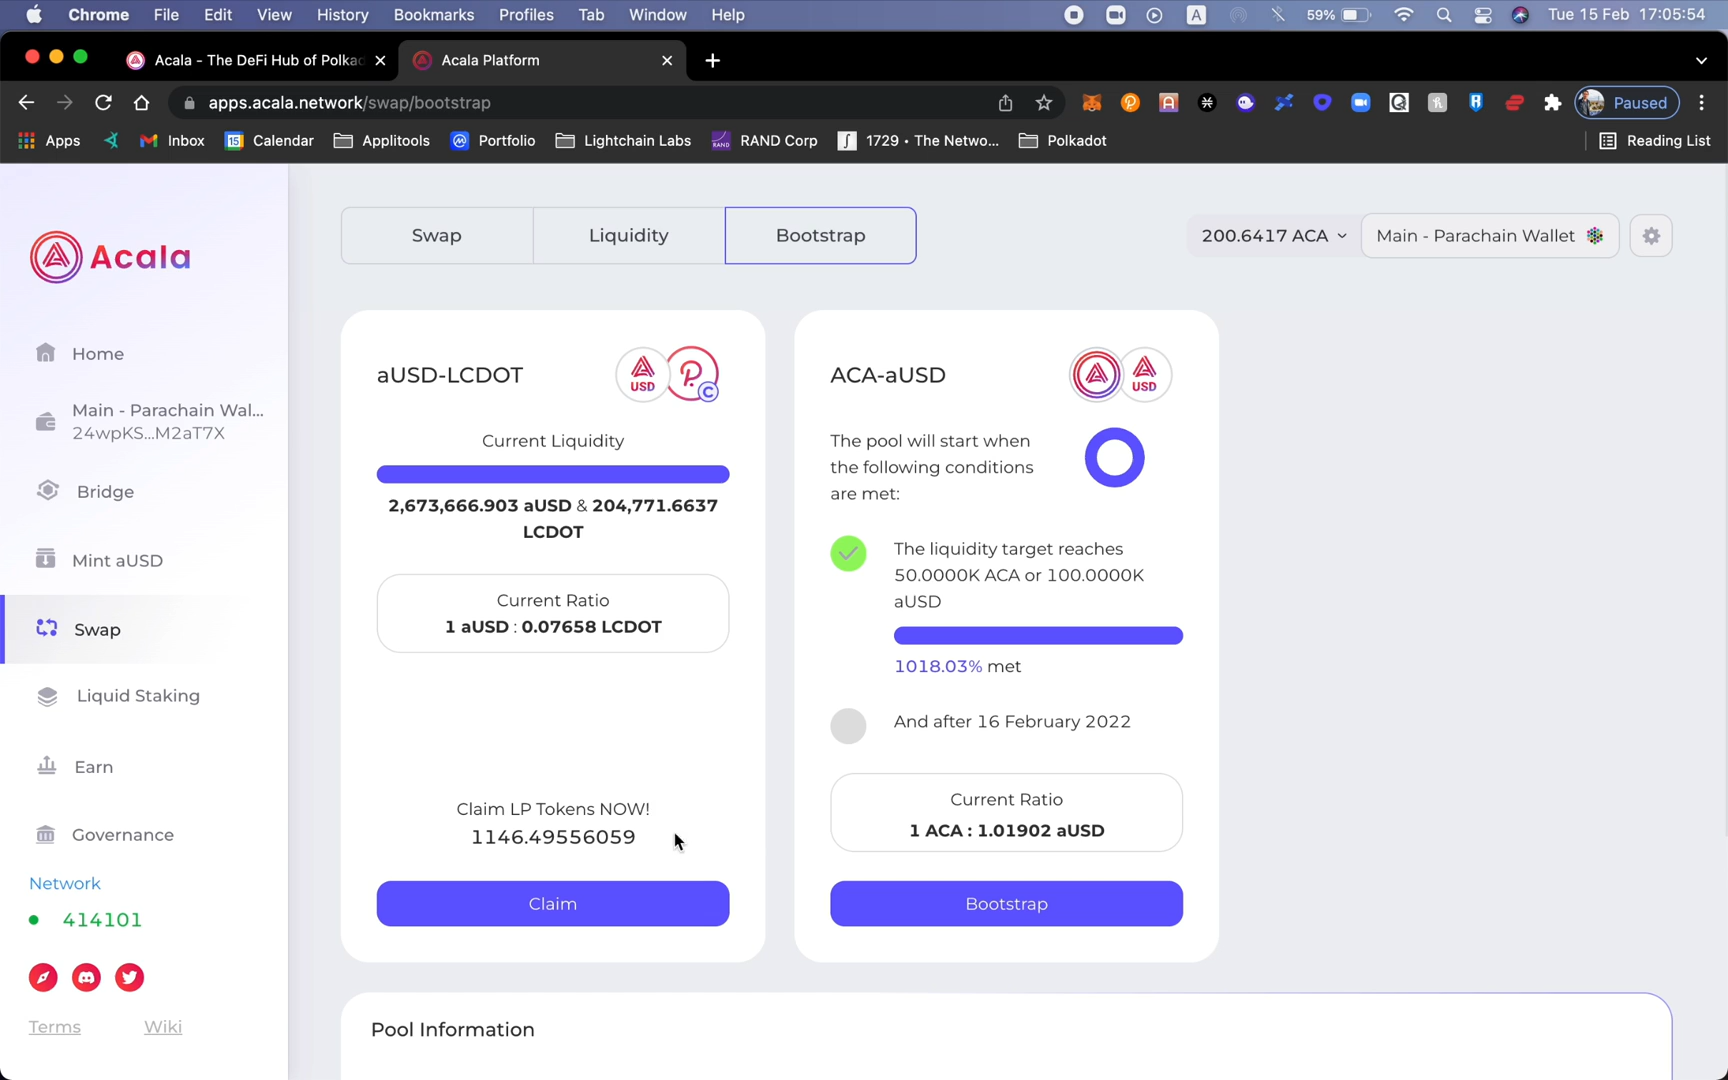 Chrome File Edit View History Bookmarks Profiles Tab Window Help A 59% Tue 15 Feb 17:05:54
Acala - The DeFi Hub of Polka
Acala Platform
apps.acala.network/swap/bootstrap
Paused
Apps Inbox 15 Calendar Applitools Portfolio Lightchain Labs RAND RAND Corp 1729 • The Netwo... Polkadot Reading List
Acala
Home
Main - Parachain Wal...
24wpKS...M2aT7X
Bridge
Mint aUSD
Swap
Liquid Staking
Earn
Governance
Network
414101
Terms Wiki
Swap Liquidity Bootstrap
200.6417 ACA Main - Parachain Wallet
aUSD-LCDOT
USD
C
Current Liquidity
2,673,666.903 aUSD & 204,771.6637
LCDOT
Current Ratio
1 aUSD : 0.07658 LCDOT
Claim LP Tokens NOW!
1146.49556059
Claim
ACA-aUSD
USD
The pool will start when
the following conditions
are met:
The liquidity target reaches
50.0000K ACA or 100.0000K
aUSD
1018.03% met
And after 16 February 2022
Current Ratio
1 ACA : 1.01902 aUSD
Bootstrap
Pool Information